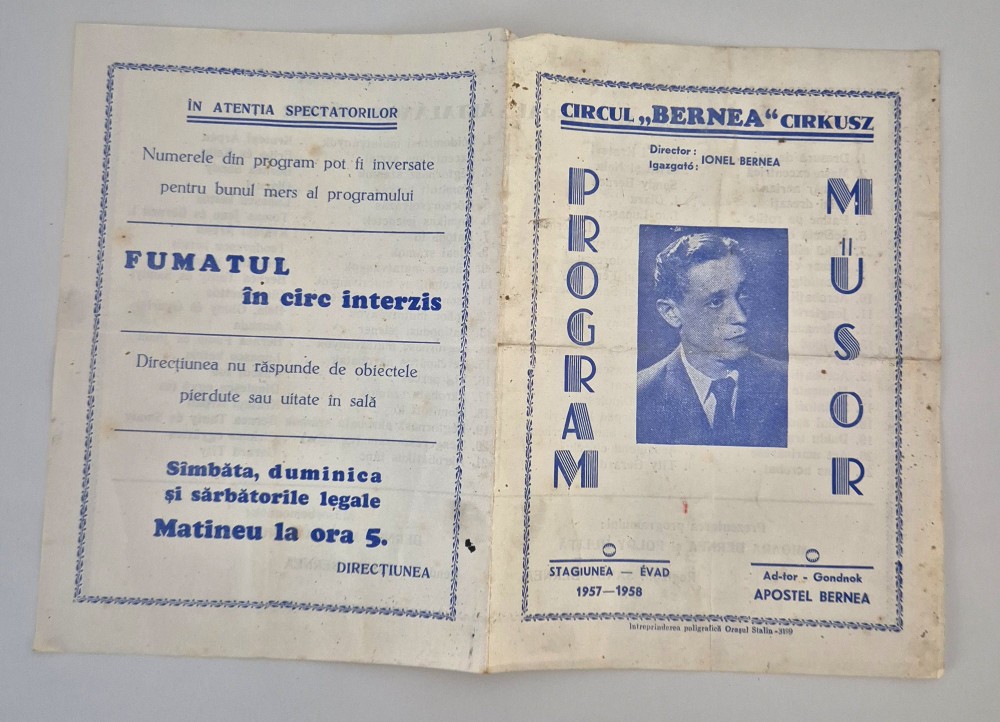 ÎN ATENȚIA SPECTATORILOR
Numerele din program pot fi inversate
pentru bunul mers al programului
FUMATUL
în circ interzis
Direcțiunea nu răspunde de obiectele
pierdute sau uitate în sală
Sîmbăta, duminica
și sărbătorile legale
Matineu la ora 5.
DIRECȚIUNEA
CIRCUL „BERNEA“ CIRKUSZ
Director :
Igazgató :
IONEL BERNEA
PROGRAM
MŰSOR
STAGIUNEA — ÉVAD
1957—1958
Ad-tor - Gondnok
APOSTEL BERNEA
Intreprinderea poligrafică Orașul Stalin -3119